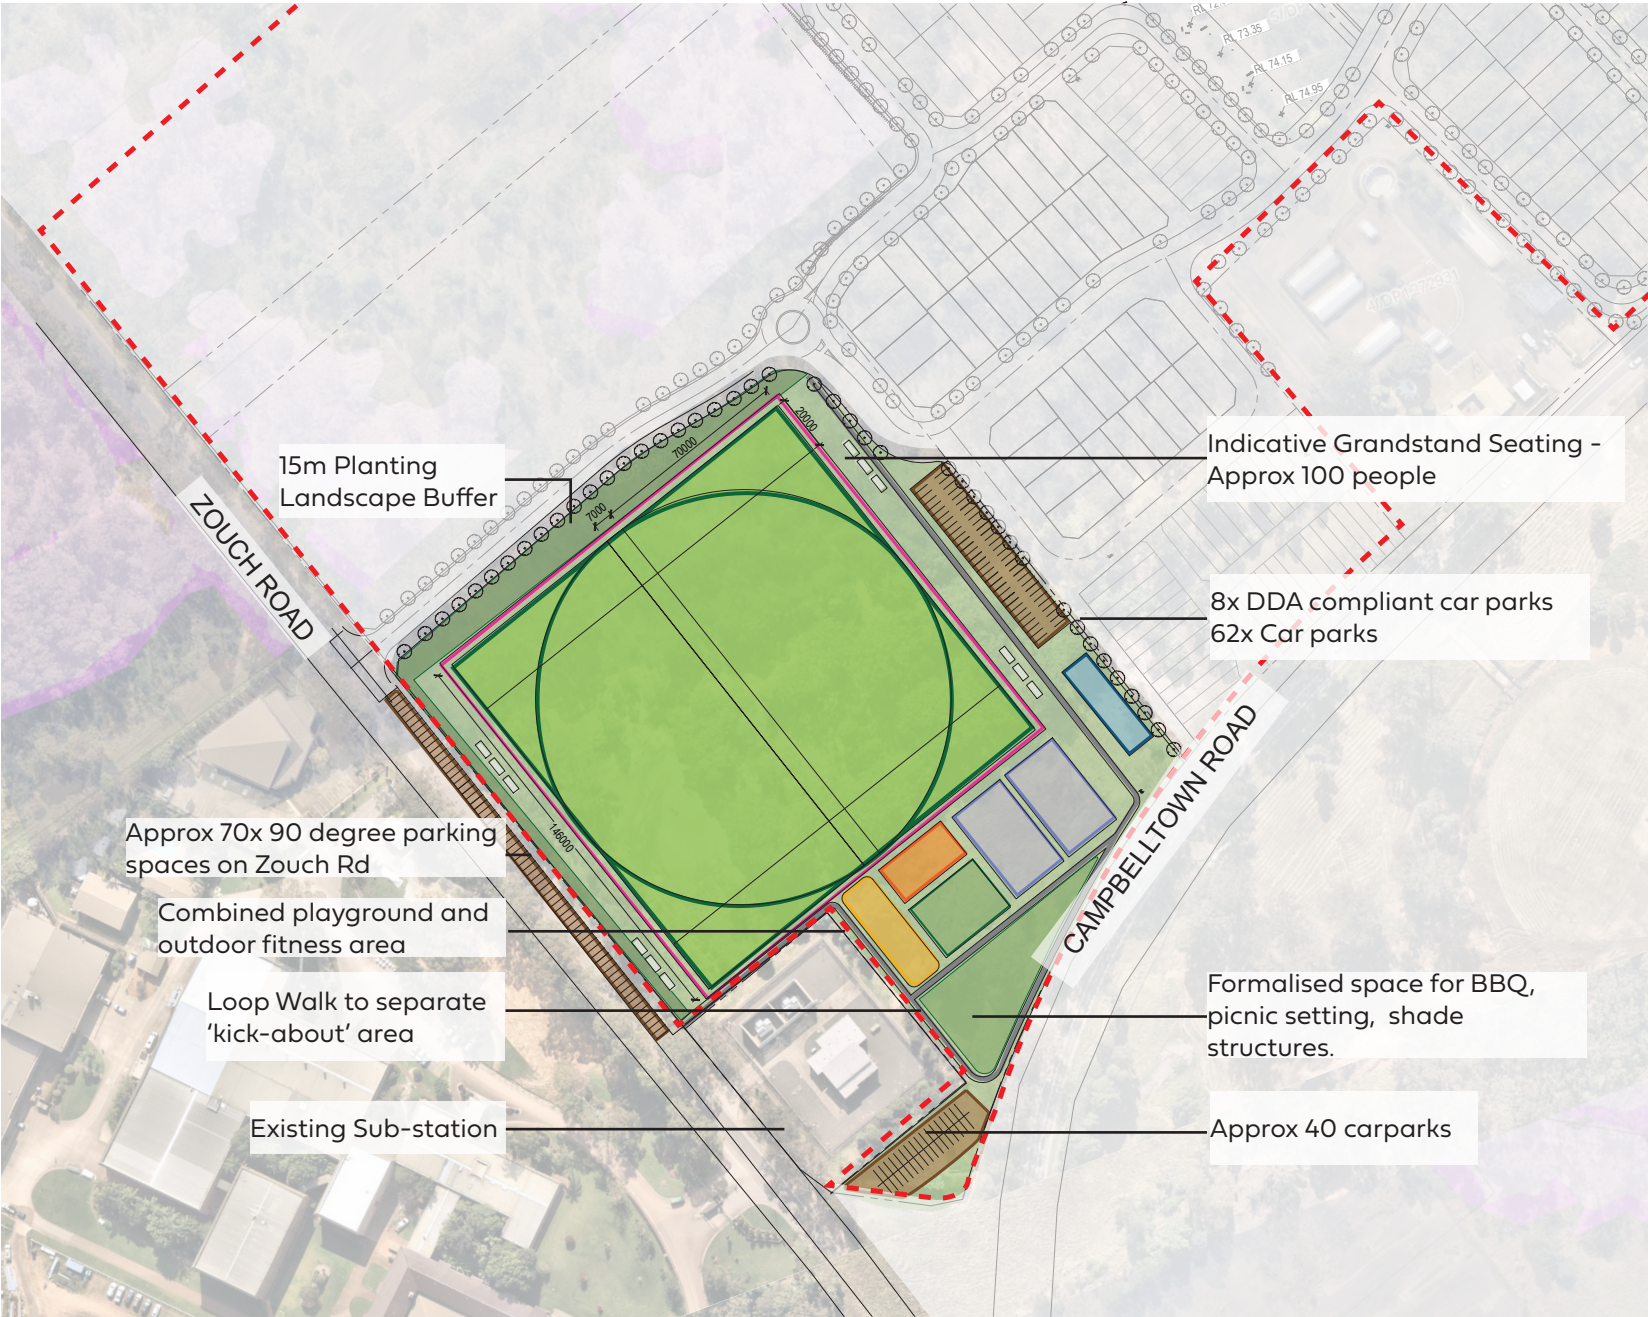 RL 73.35
RL 74.15
RL 74.95
20000
70000
7000
Indicative Grandstand Seating -
Approx 100 people
15m Planting
Landscape Buffer
ZOUCH ROAD
8x DDA compliant car parks
62x Car parks
CAMPBELLTOWN ROAD
146000
Approx 70x 90 degree parking
spaces on Zouch Rd
Combined playground and
outdoor fitness area
Loop Walk to separate
‘kick-about’ area
Formalised space for BBQ,
picnic setting, shade
structures.
Existing Sub-station
Approx 40 carparks